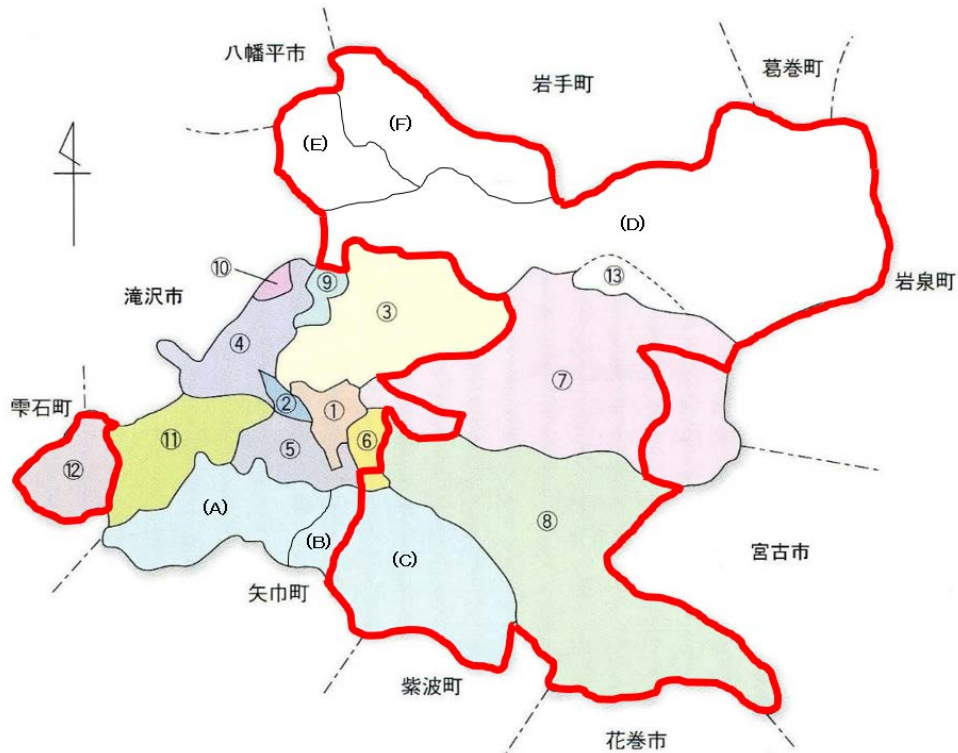 八幡平市
岩手町
葛巻町
(E)
(F)
(D)
⑩
⑨
⑬
岩泉町
滝沢市
③
④
⑦
雫石町
②
①
⑪
⑤
⑥
⑫
(A)
(B)
(C)
⑧
宮古市
矢巾町
紫波町
花巻市